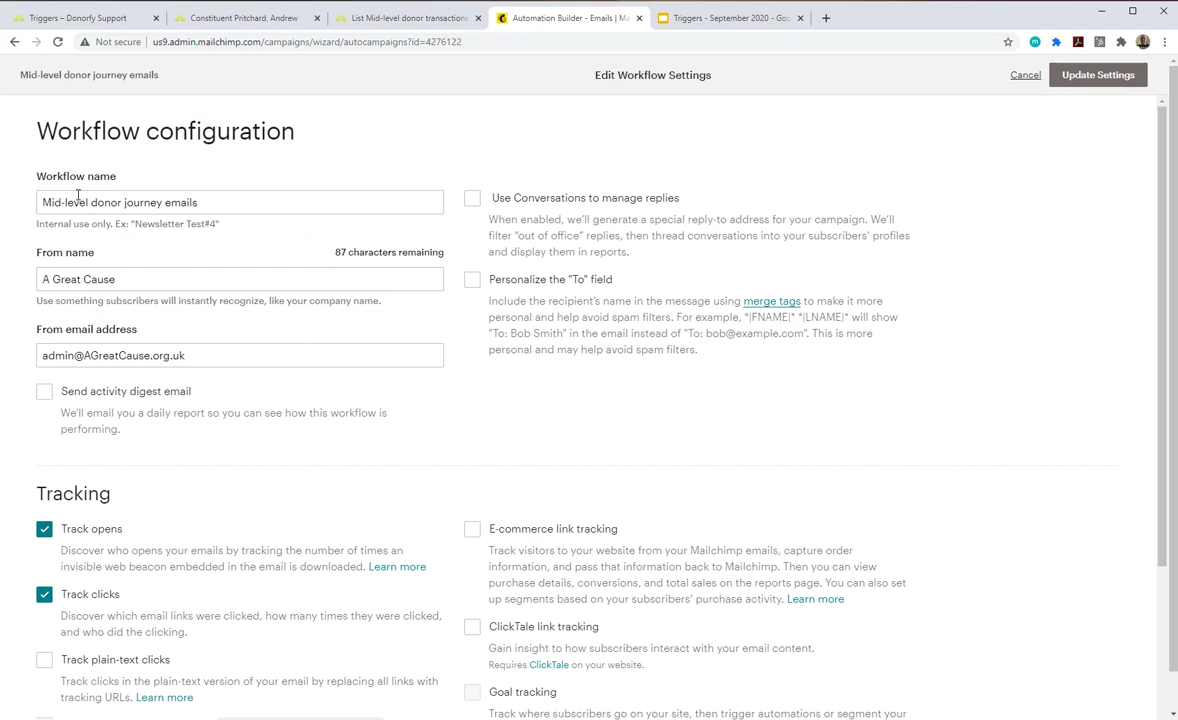 Triggers – Donorfy Support
Constituent Pritchard, Andrew
List Mid-level donor transactions
Automation Builder - Emails | Ma
Triggers - September 2020 - Goo
Not secure
us9.admin.mailchimp.com/campaigns/wizard/autocampaigns?id=4276122
Mid-level donor journey emails
Edit Workflow Settings
Cancel
Update Settings
Workflow configuration
Workflow name
Mid-level donor journey emails
Internal use only. Ex: "Newsletter Test#4"
From name
87 characters remaining
A Great Cause
Use something subscribers will instantly recognize, like your company name.
From email address
admin@AGreatCause.org.uk
Send activity digest email
We'll email you a daily report so you can see how this workflow is
performing.
Use Conversations to manage replies
When enabled, we'll generate a special reply-to address for your campaign. We'll
filter "out of office" replies, then thread conversations into your subscribers' profiles
and display them in reports.
Personalize the "To" field
Include the recipient's name in the message using merge tags to make it more
personal and help avoid spam filters. For example, *|FNAME|* *|LNAME|* will show
"To: Bob Smith" in the email instead of "To: bob@example.com". This is more
personal and may help avoid spam filters.
Tracking
Track opens
Discover who opens your emails by tracking the number of times an
invisible web beacon embedded in the email is downloaded. Learn more
Track clicks
Discover which email links were clicked, how many times they were clicked,
and who did the clicking.
Track plain-text clicks
Track clicks in the plain-text version of your email by replacing all links with
tracking URLs. Learn more
E-commerce link tracking
Track visitors to your website from your Mailchimp emails, capture order
information, and pass that information back to Mailchimp. Then you can view
purchase details, conversions, and total sales on the reports page. You can also set
up segments based on your subscribers' purchase activity. Learn more
ClickTale link tracking
Gain insight to how subscribers interact with your email content.
Requires ClickTale on your website.
Goal tracking
Track where subscribers go on your site, then trigger automations or segment your